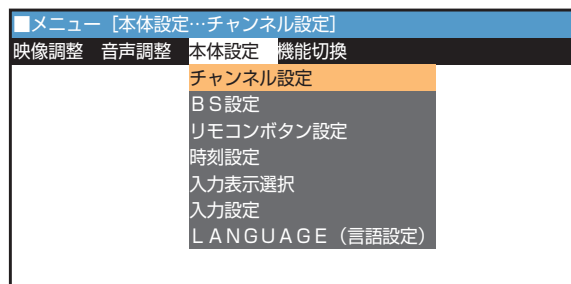 ■メニュー [本体設定…チャンネル設定]
映像調整 音声調整 本体設定 機能切換
チャンネル設定
ＢＳ設定
リモコンボタン設定
時刻設定
入力表示選択
入力設定
ＬＡＮＧＵＡＧＥ（言語設定）